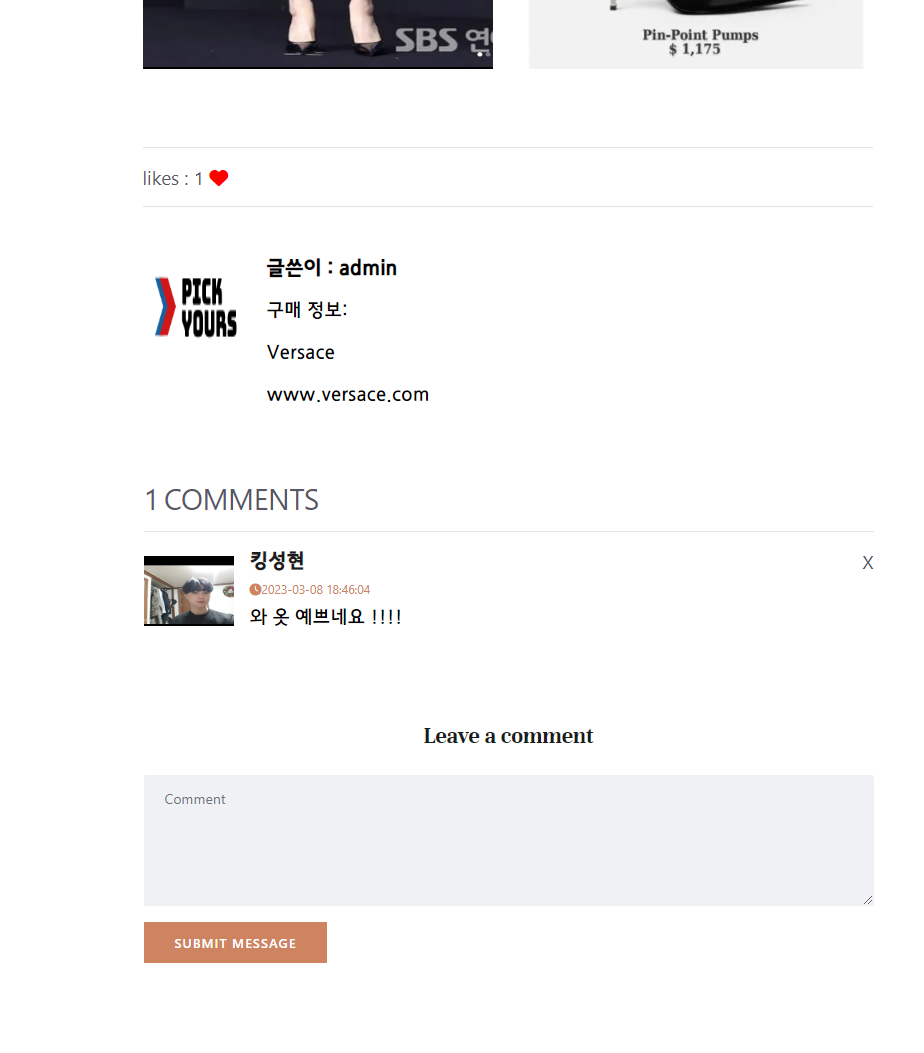 SBS 연
Pin-Point Pumps
$ 1,175
likes : 1
PICK
YOURS
글쓴이 : admin
구매 정보:
Versace
www.versace.com
1 COMMENTS
킹성현
X
2023-03-08 18:46:04
와 옷 예쁘네요 !!!!
Leave a comment
Comment
SUBMIT MESSAGE